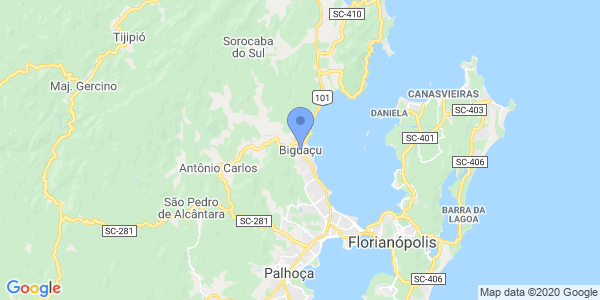 SC-410
Tijipió
Sorocaba
do Sul
Maj. Gercino
101
CANASVIEIRAS
DANIELA
SC-403
SC-401
Biguaçu
SC-406
Antônio Carlos
São Pedro
de Alcântara
SC-281
SC-281
BARRA DA
LAGOA
Florianópolis
Palhoça
SC-406
Google
Map data ©2020 Google